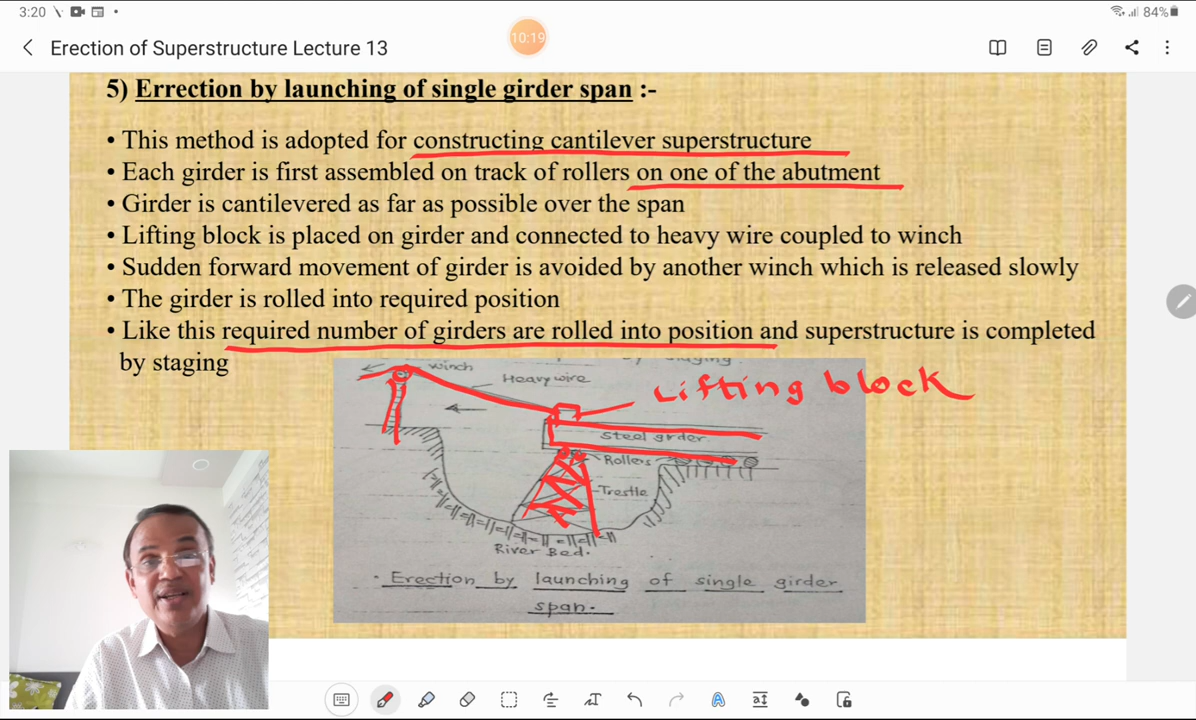 3:20
84%
Erection of Superstructure Lecture 13
10:19
5) Errection by launching of single girder span :-
• This method is adopted for constructing cantilever superstructure
• Each girder is first assembled on track of rollers on one of the abutment
• Girder is cantilevered as far as possible over the span
• Lifting block is placed on girder and connected to heavy wire coupled to winch
• Sudden forward movement of girder is avoided by another winch which is released slowly
• The girder is rolled into required position
• Like this required number of girders are rolled into position and superstructure is completed
by staging
by staging.
winch
Heavy wire
Lifting block
Steel girder
Rollers
Trestle
River Bed.
Erection by launching of single girder
span.